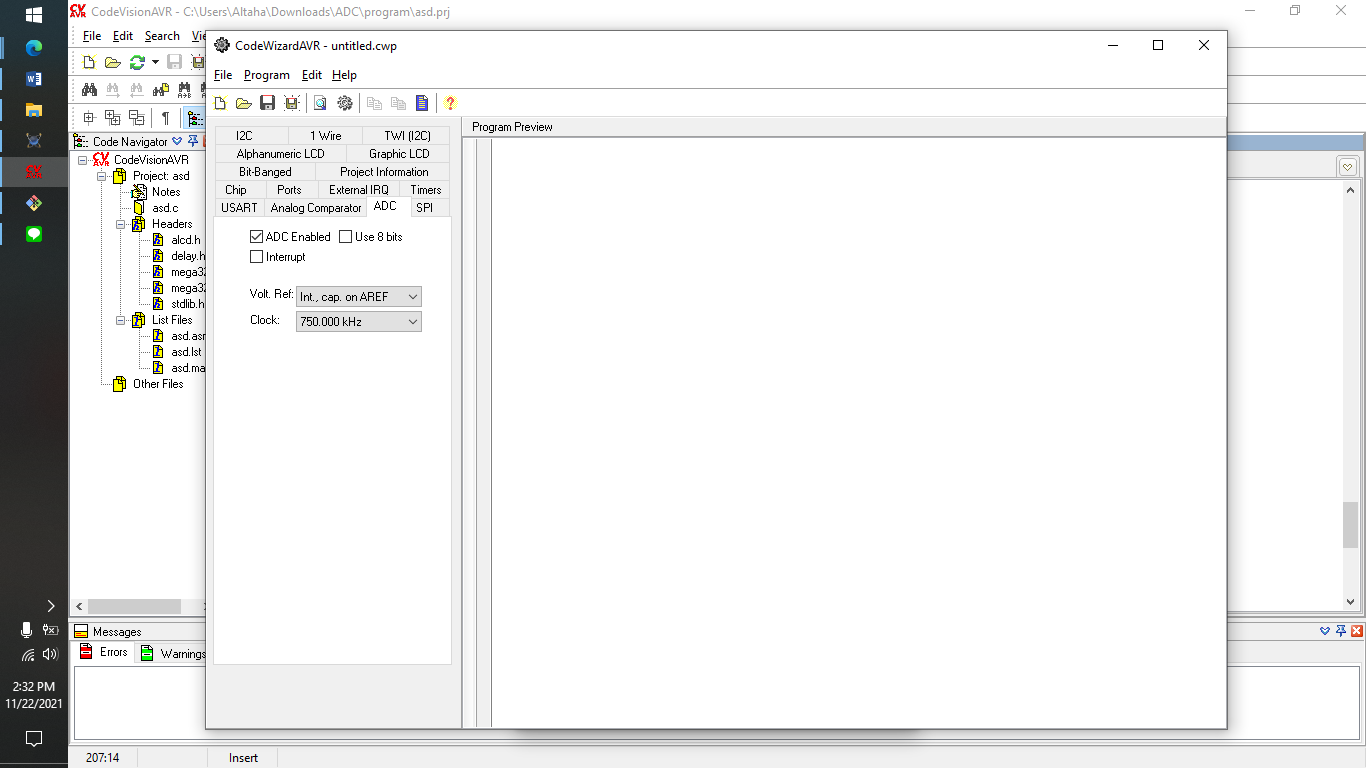 CodeVisionAVR - C:\Users\Altaha\Downloads\ADC\program\asd.prj
File Edit Search Vie
CodeWizardAVR - untitled.cwp
File Program Edit Help
Program Preview
I2C 1 Wire TWI (I2C)
Alphanumeric LCD Graphic LCD
Bit-Banged Project Information
Chip Ports External IRQ Timers
USART Analog Comparator ADC SPI
ADC Enabled Use 8 bits
Interrupt
Volt. Ref: Int., cap. on AREF
Clock: 750.000 kHz
Code Navigator
CodeVisionAVR
Project: asd
Notes
asd.c
Headers
alcd.h
delay.h
mega32
mega32
stdlib.h
List Files
asd.asm
asd.lst
asd.ma
Other Files
Messages
Errors Warnings
207:14 Insert
2:32 PM
11/22/2021